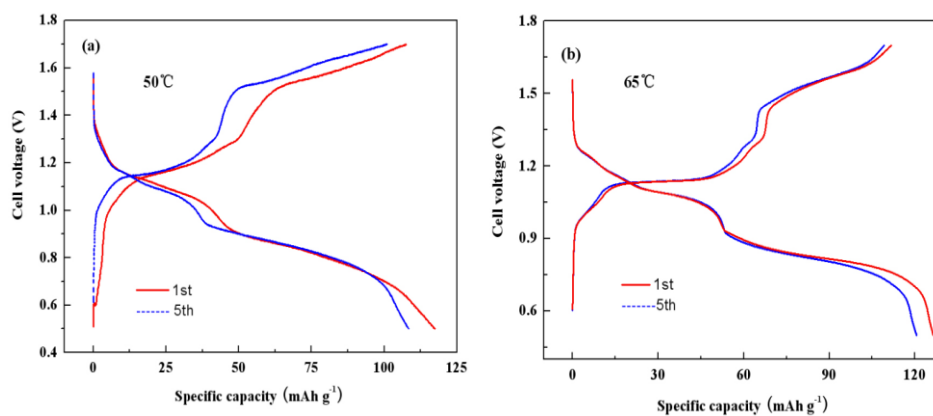 (a)
50℃
1.8
1.6
1.4
1.2
1.0
0.8
0.6
0.4
Cell voltage (V)
1st
5th
0
25
50
75
100
125
Specific capacity (mAh g⁻¹)
(b)
65℃
1.8
1.5
1.2
0.9
0.6
Cell voltage (V)
1st
5th
0
30
60
90
120
Specific capacity (mAh g⁻¹)